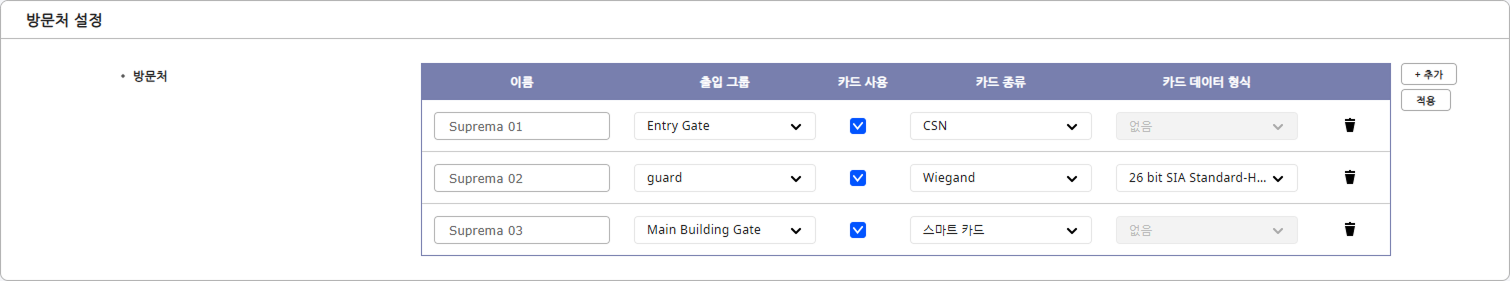 방문처 설정
• 방문처
이름 출입 그룹 카드 사용 카드 종류 카드 데이터 형식
+ 추가
적용
Suprema 01 Entry Gate CSN 없음
Suprema 02 guard Wiegand 26 bit SIA Standard-H...
Suprema 03 Main Building Gate 스마트 카드 없음